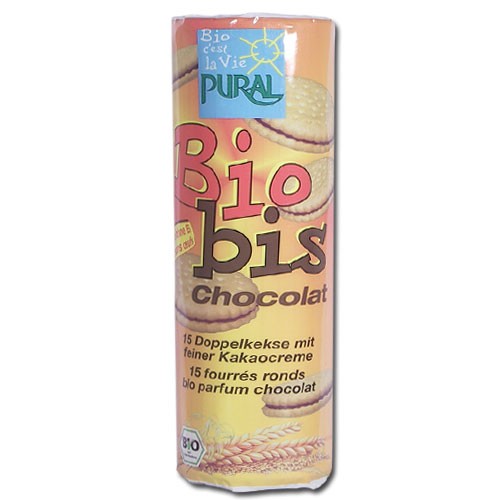 Bio
c'est
la Vie
PURAL
Bio
bis
Chocolat
15 Doppelkekse mit
feiner Kakaocreme
15 fourrés ronds
bio parfum chocolat
BIO